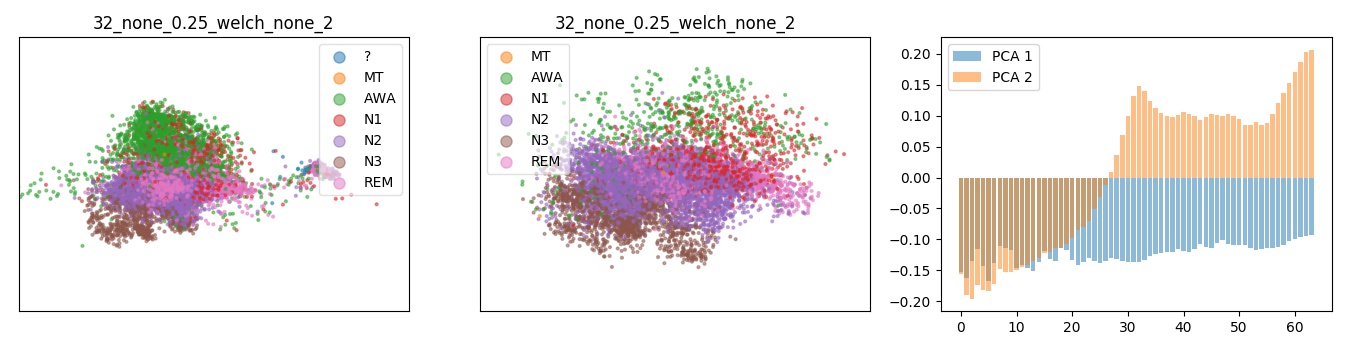 32_none_0.25_welch_none_2
?
MT
AWA
N1
N2
N3
REM
32_none_0.25_welch_none_2
MT
AWA
N1
N2
N3
REM
PCA 1
PCA 2
0.20
0.15
0.10
0.05
0.00
−0.05
−0.10
−0.15
−0.20
0 10 20 30 40 50 60